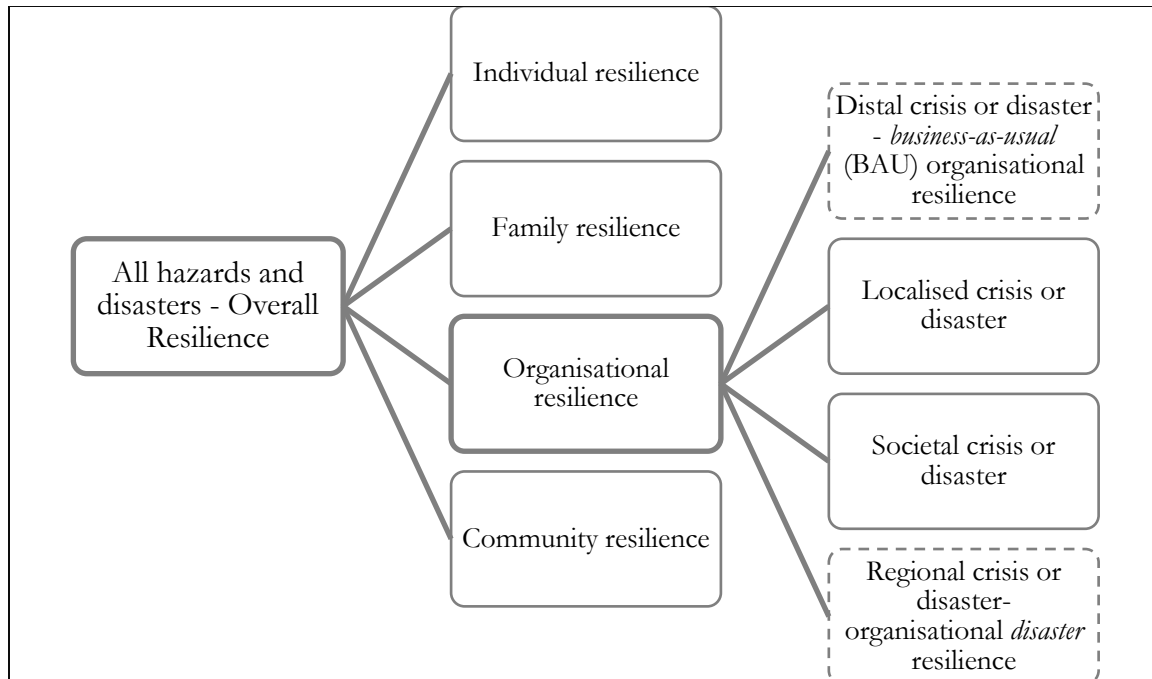 All hazards and
disasters - Overall
Resilience
Individual resilience
Family resilience
Organisational
resilience
Community resilience
Distal crisis or disaster
- business-as-usual
(BAU) organisational
resilience
Localised crisis or
disaster
Societal crisis or
disaster
Regional crisis or
disaster-
organisational disaster
resilience